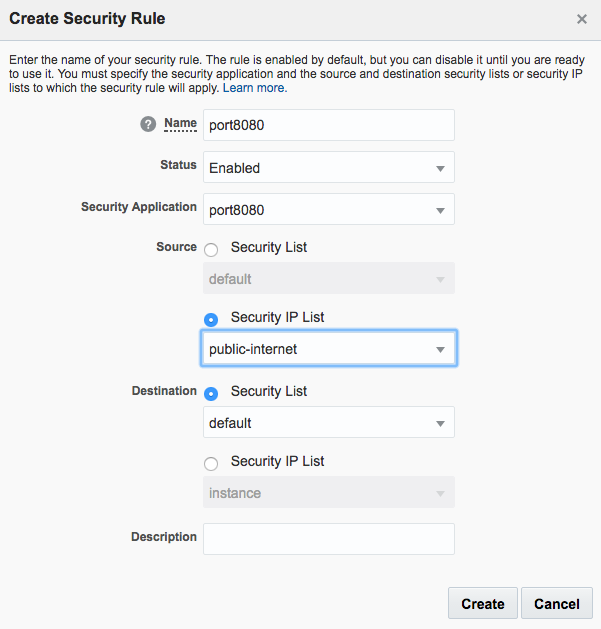 Create Security Rule ×
Enter the name of your security rule. The rule is enabled by default, but you can disable it until you are ready
to use it. You must specify the security application and the source and destination security lists or security IP
lists to which the security rule will apply. Learn more.
? Name port8080
Status Enabled
Security Application port8080
Source Security List
default
Security IP List
public-internet
Destination Security List
default
Security IP List
instance
Description
Create Cancel